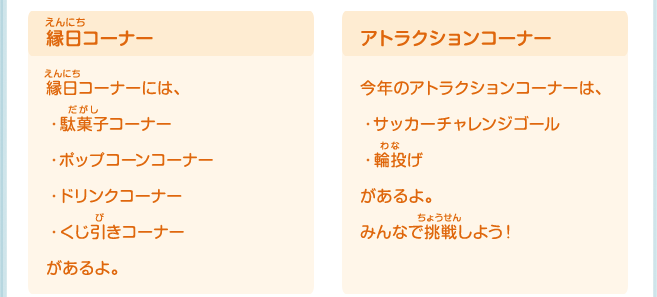 えんにち
縁日コーナー
えんにち
縁日コーナーには、
だがし
・駄菓子コーナー
・ポップコーンコーナー
・ドリンクコーナー
び
・くじ引きコーナー
があるよ。
アトラクションコーナー
今年のアトラクションコーナーは、
・サッカーチャレンジゴール
わな
・輪投げ
があるよ。
ちょうせん
みんなで挑戦しよう!